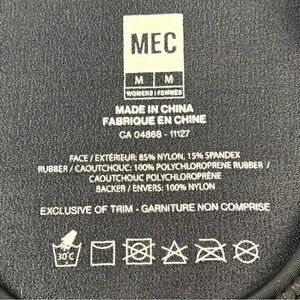 MEC
M M
WOMENS / FEMMES
MADE IN CHINA
FABRIQUE EN CHINE
CA 04868 - 11127
FACE / EXTÉRIEUR: 85% NYLON, 15% SPANDEX
RUBBER / CAOUTCHOUC: 100% POLYCHLOROPRENE RUBBER /
CAOUTCHOUC POLYCHLOROPRÈNE
BACKER / ENVERS: 100% NYLON
EXCLUSIVE OF TRIM - GARNITURE NON COMPRISE
30°C